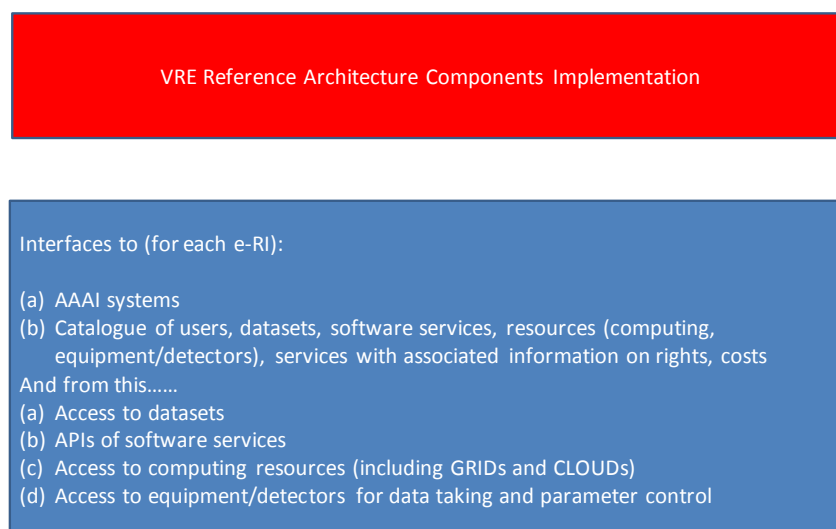 VRE Reference Architecture Components Implementation
Interfaces to (for each e-RI):
(a) AAAI systems
(b) Catalogue of users, datasets, software services, resources (computing,
equipment/detectors), services with associated information on rights, costs
And from this......
(a) Access to datasets
(b) APIs of software services
(c) Access to computing resources (including GRIDs and CLOUDs)
(d) Access to equipment/detectors for data taking and parameter control